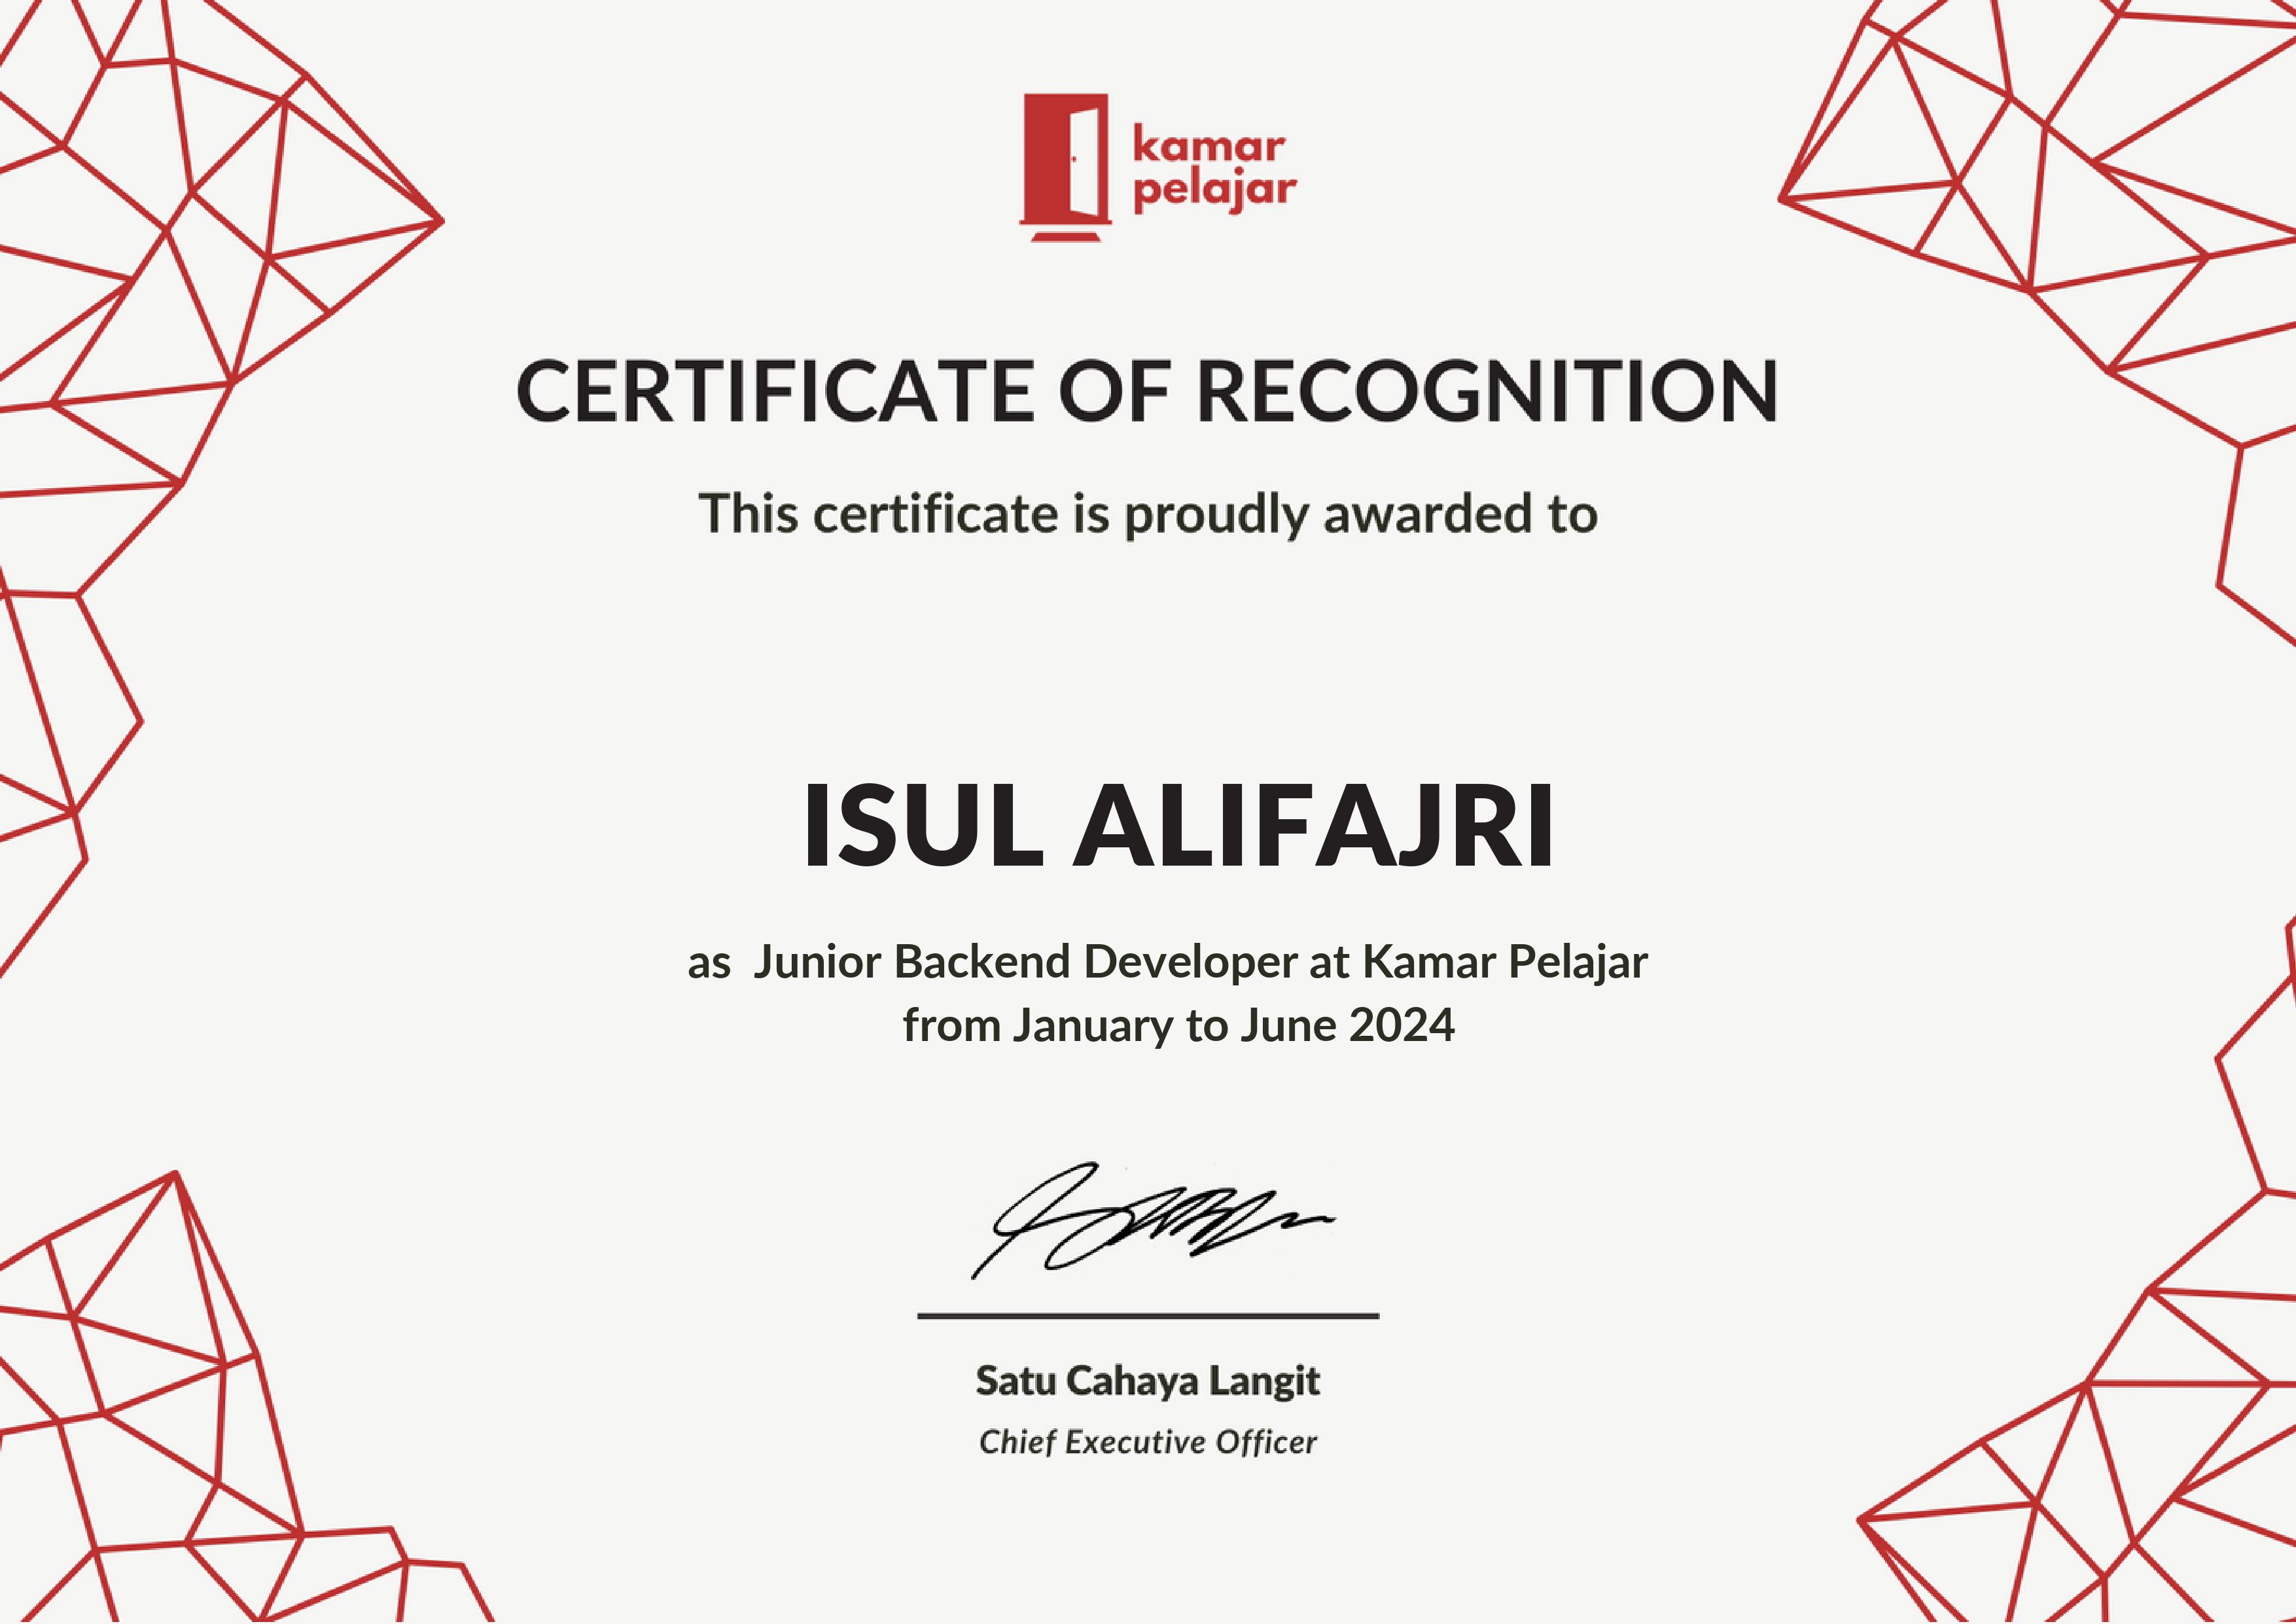 kamar
pelajar
CERTIFICATE OF RECOGNITION
This certificate is proudly awarded to
ISUL ALIFAJRI
as  Junior Backend Developer at Kamar Pelajar
from January to June 2024
Satu Cahaya Langit
Chief Executive Officer